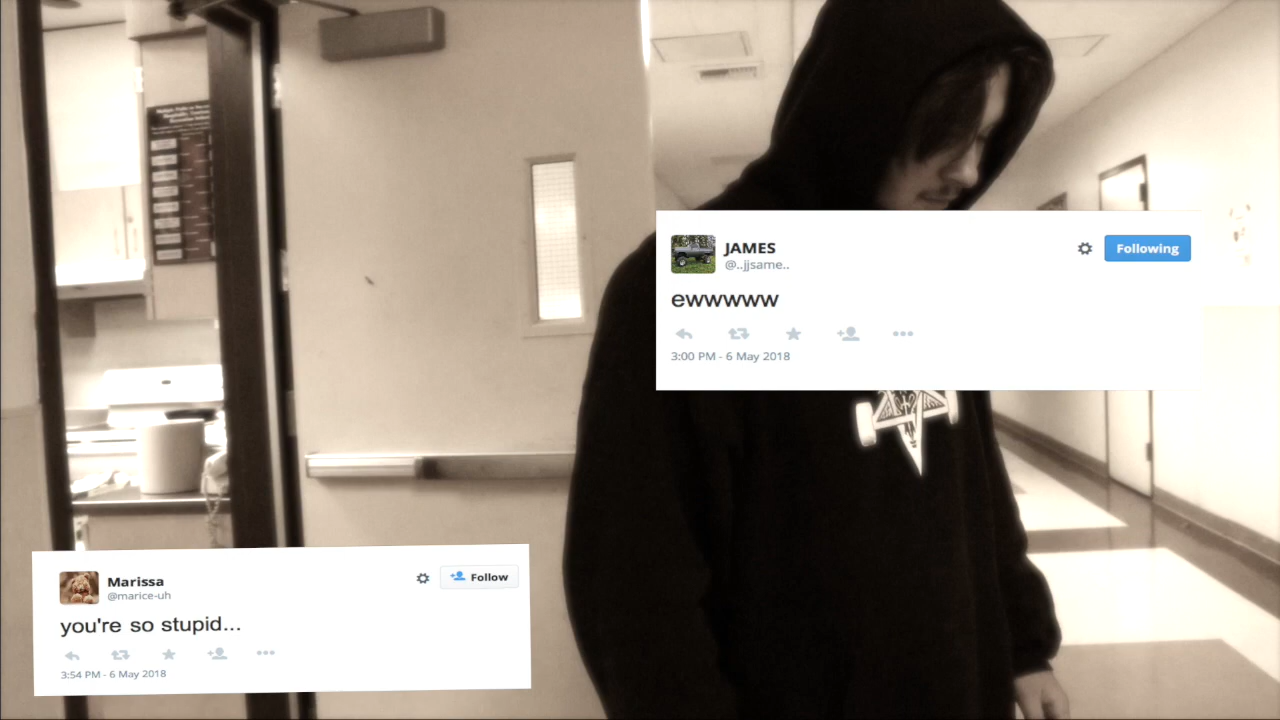 JAMES
@..jjsame..
Following
ewwwww
3:00 PM - 6 May 2018
Marissa
@marice-uh
Follow
you're so stupid...
3:54 PM - 6 May 2018